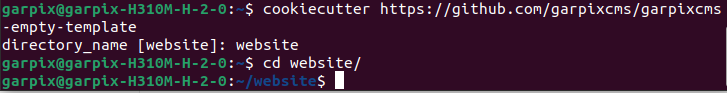 garpix@garpix-H310M-H-2-0:~$ cookiecutter https://github.com/garpixcms/garpixcms
-empty-template
directory_name [website]: website
garpix@garpix-H310M-H-2-0:~$ cd website/
garpix@garpix-H310M-H-2-0:~/website$